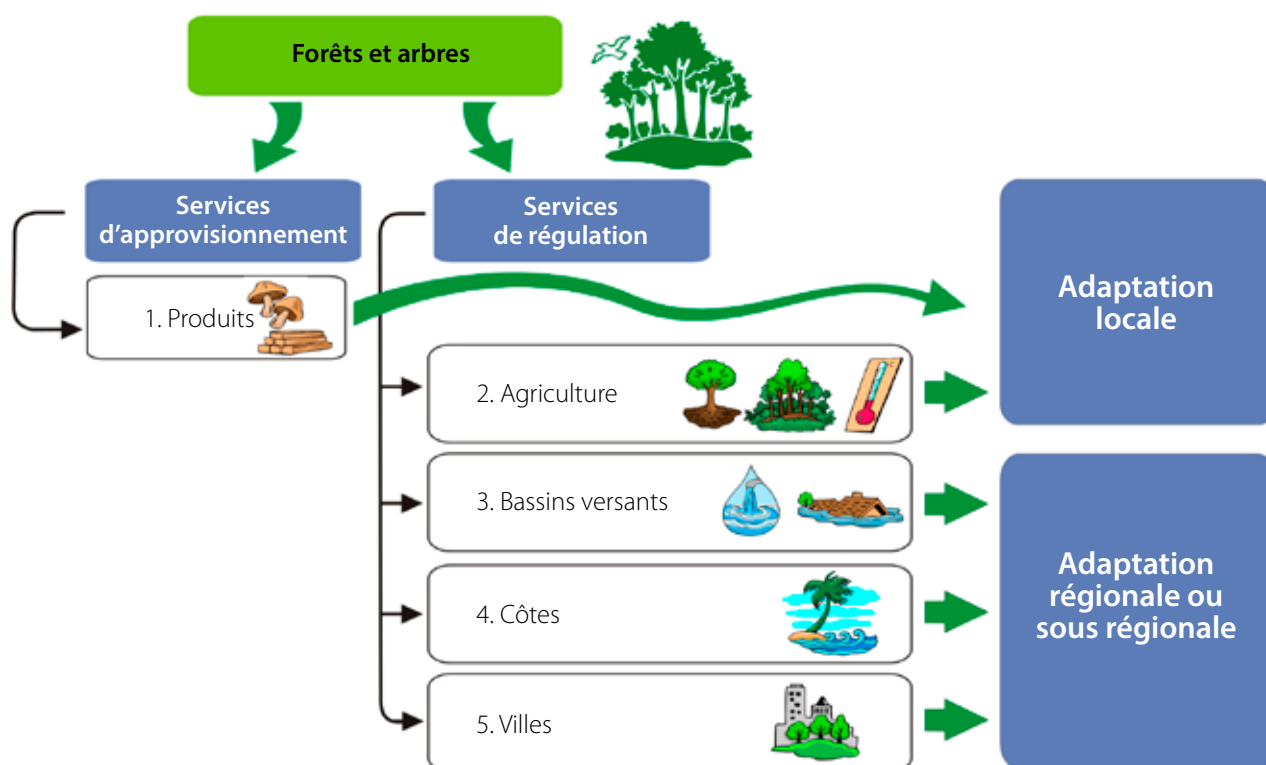 Forêts et arbres
Services
d'approvisionnement
Services
de régulation
1. Produits
Adaptation
locale
2. Agriculture
3. Bassins versants
4. Côtes
5. Villes
Adaptation
régionale ou
sous régionale